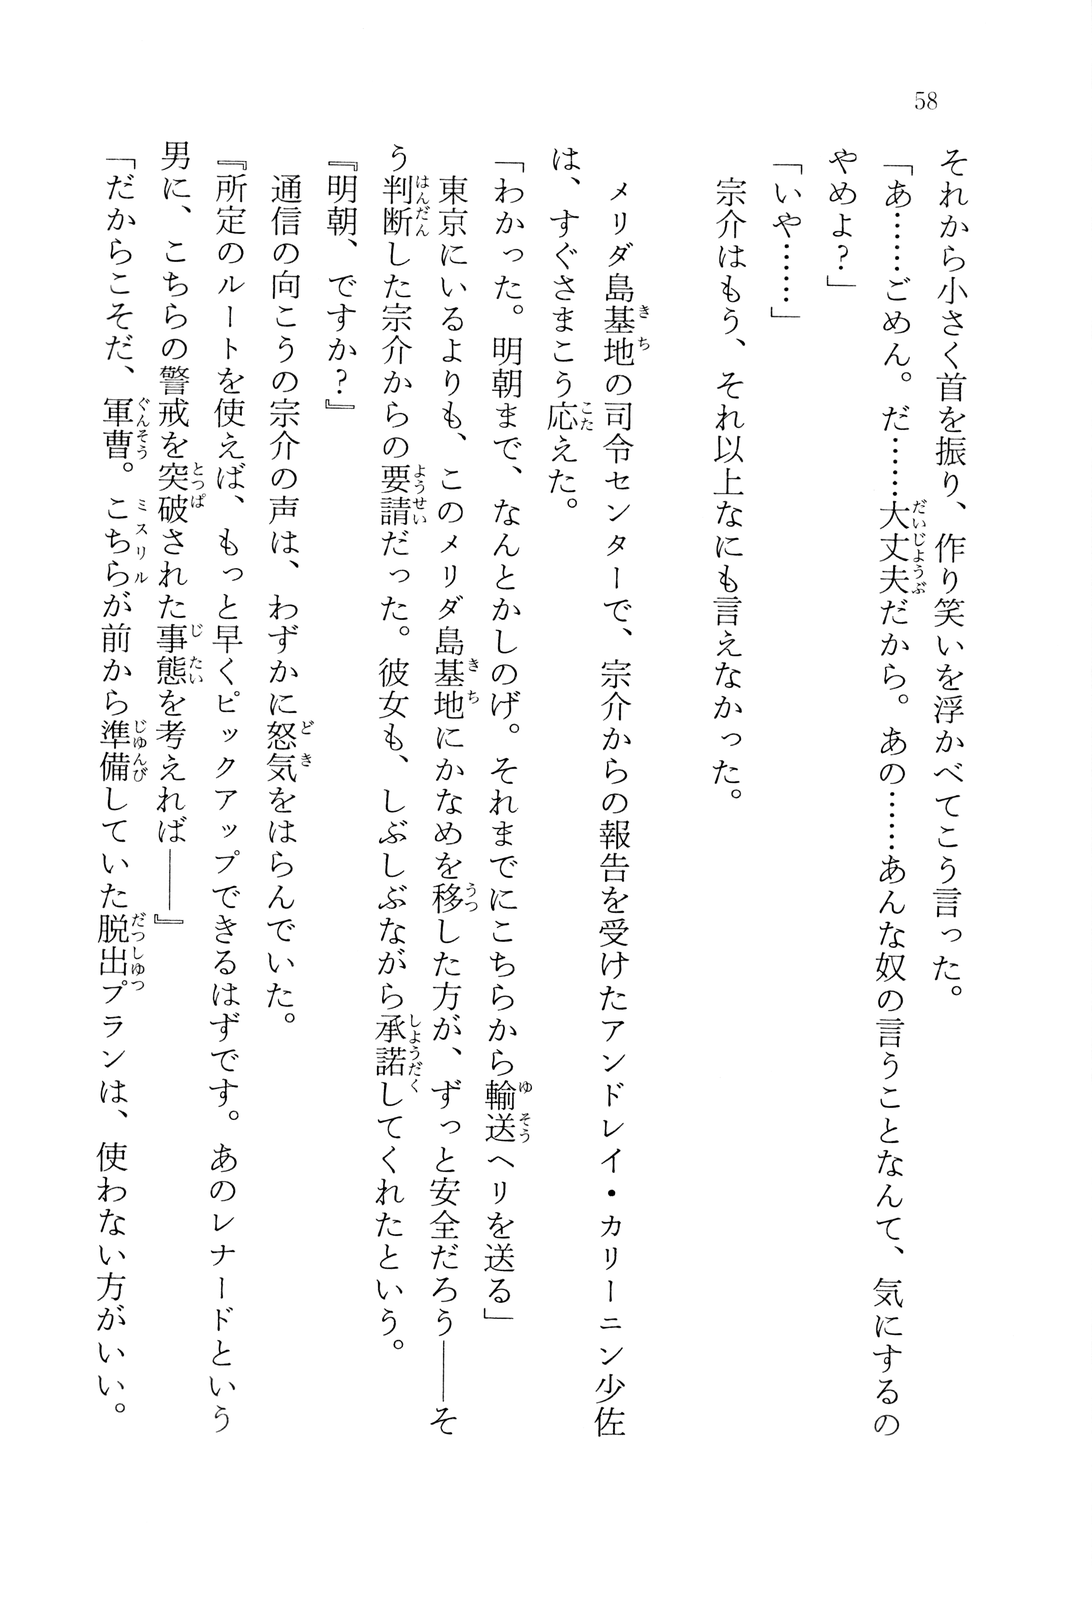 58
それから小さく首を振り、作り笑いを浮かべてこう言った。
「あ……ごめん。だ……大丈夫だから。あの……あんな奴の言うことなんて、気にするの
やめよ？」
「いや……」
宗介はもう、それ以上なにも言えなかった。
メリダ島基地の司令センターで、宗介からの報告を受けたアンドレイ・カリーニン少佐
は、すぐさまこう応えた。
「わかった。明朝まで、なんとかしのげ。それまでにこちらから輸送ヘリを送る」
東京にいるよりも、このメリダ島基地にかなめを移した方が、ずっと安全だろう――そ
う判断した宗介からの要請だった。彼女も、しぶしぶながら承諾してくれたという。
『明朝、ですか？』
通信の向こうの宗介の声は、わずかに怒気をはらんでいた。
『所定のルートを使えば、もっと早くピックアップできるはずです。あのレナードという
男に、こちらの警戒を突破された事態を考えれば――』
「だからこそだ、軍曹。こちらが前から準備していた脱出プランは、使わない方がいい。